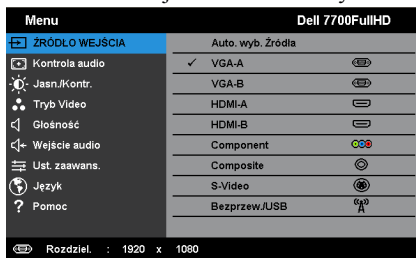 Menu
Dell 7700FullHD
ŹRÓDŁO WEJŚCIA
Kontrola audio
Jasn./Kontr.
Tryb Video
Głośność
Wejście audio
Ust. zaawans.
Język
Pomoc
Auto. wyb. Źródła
VGA-A
VGA-B
HDMI-A
HDMI-B
Component
Composite
S-Video
Bezprzew./USB
Rozdziel. : 1920 x 1080